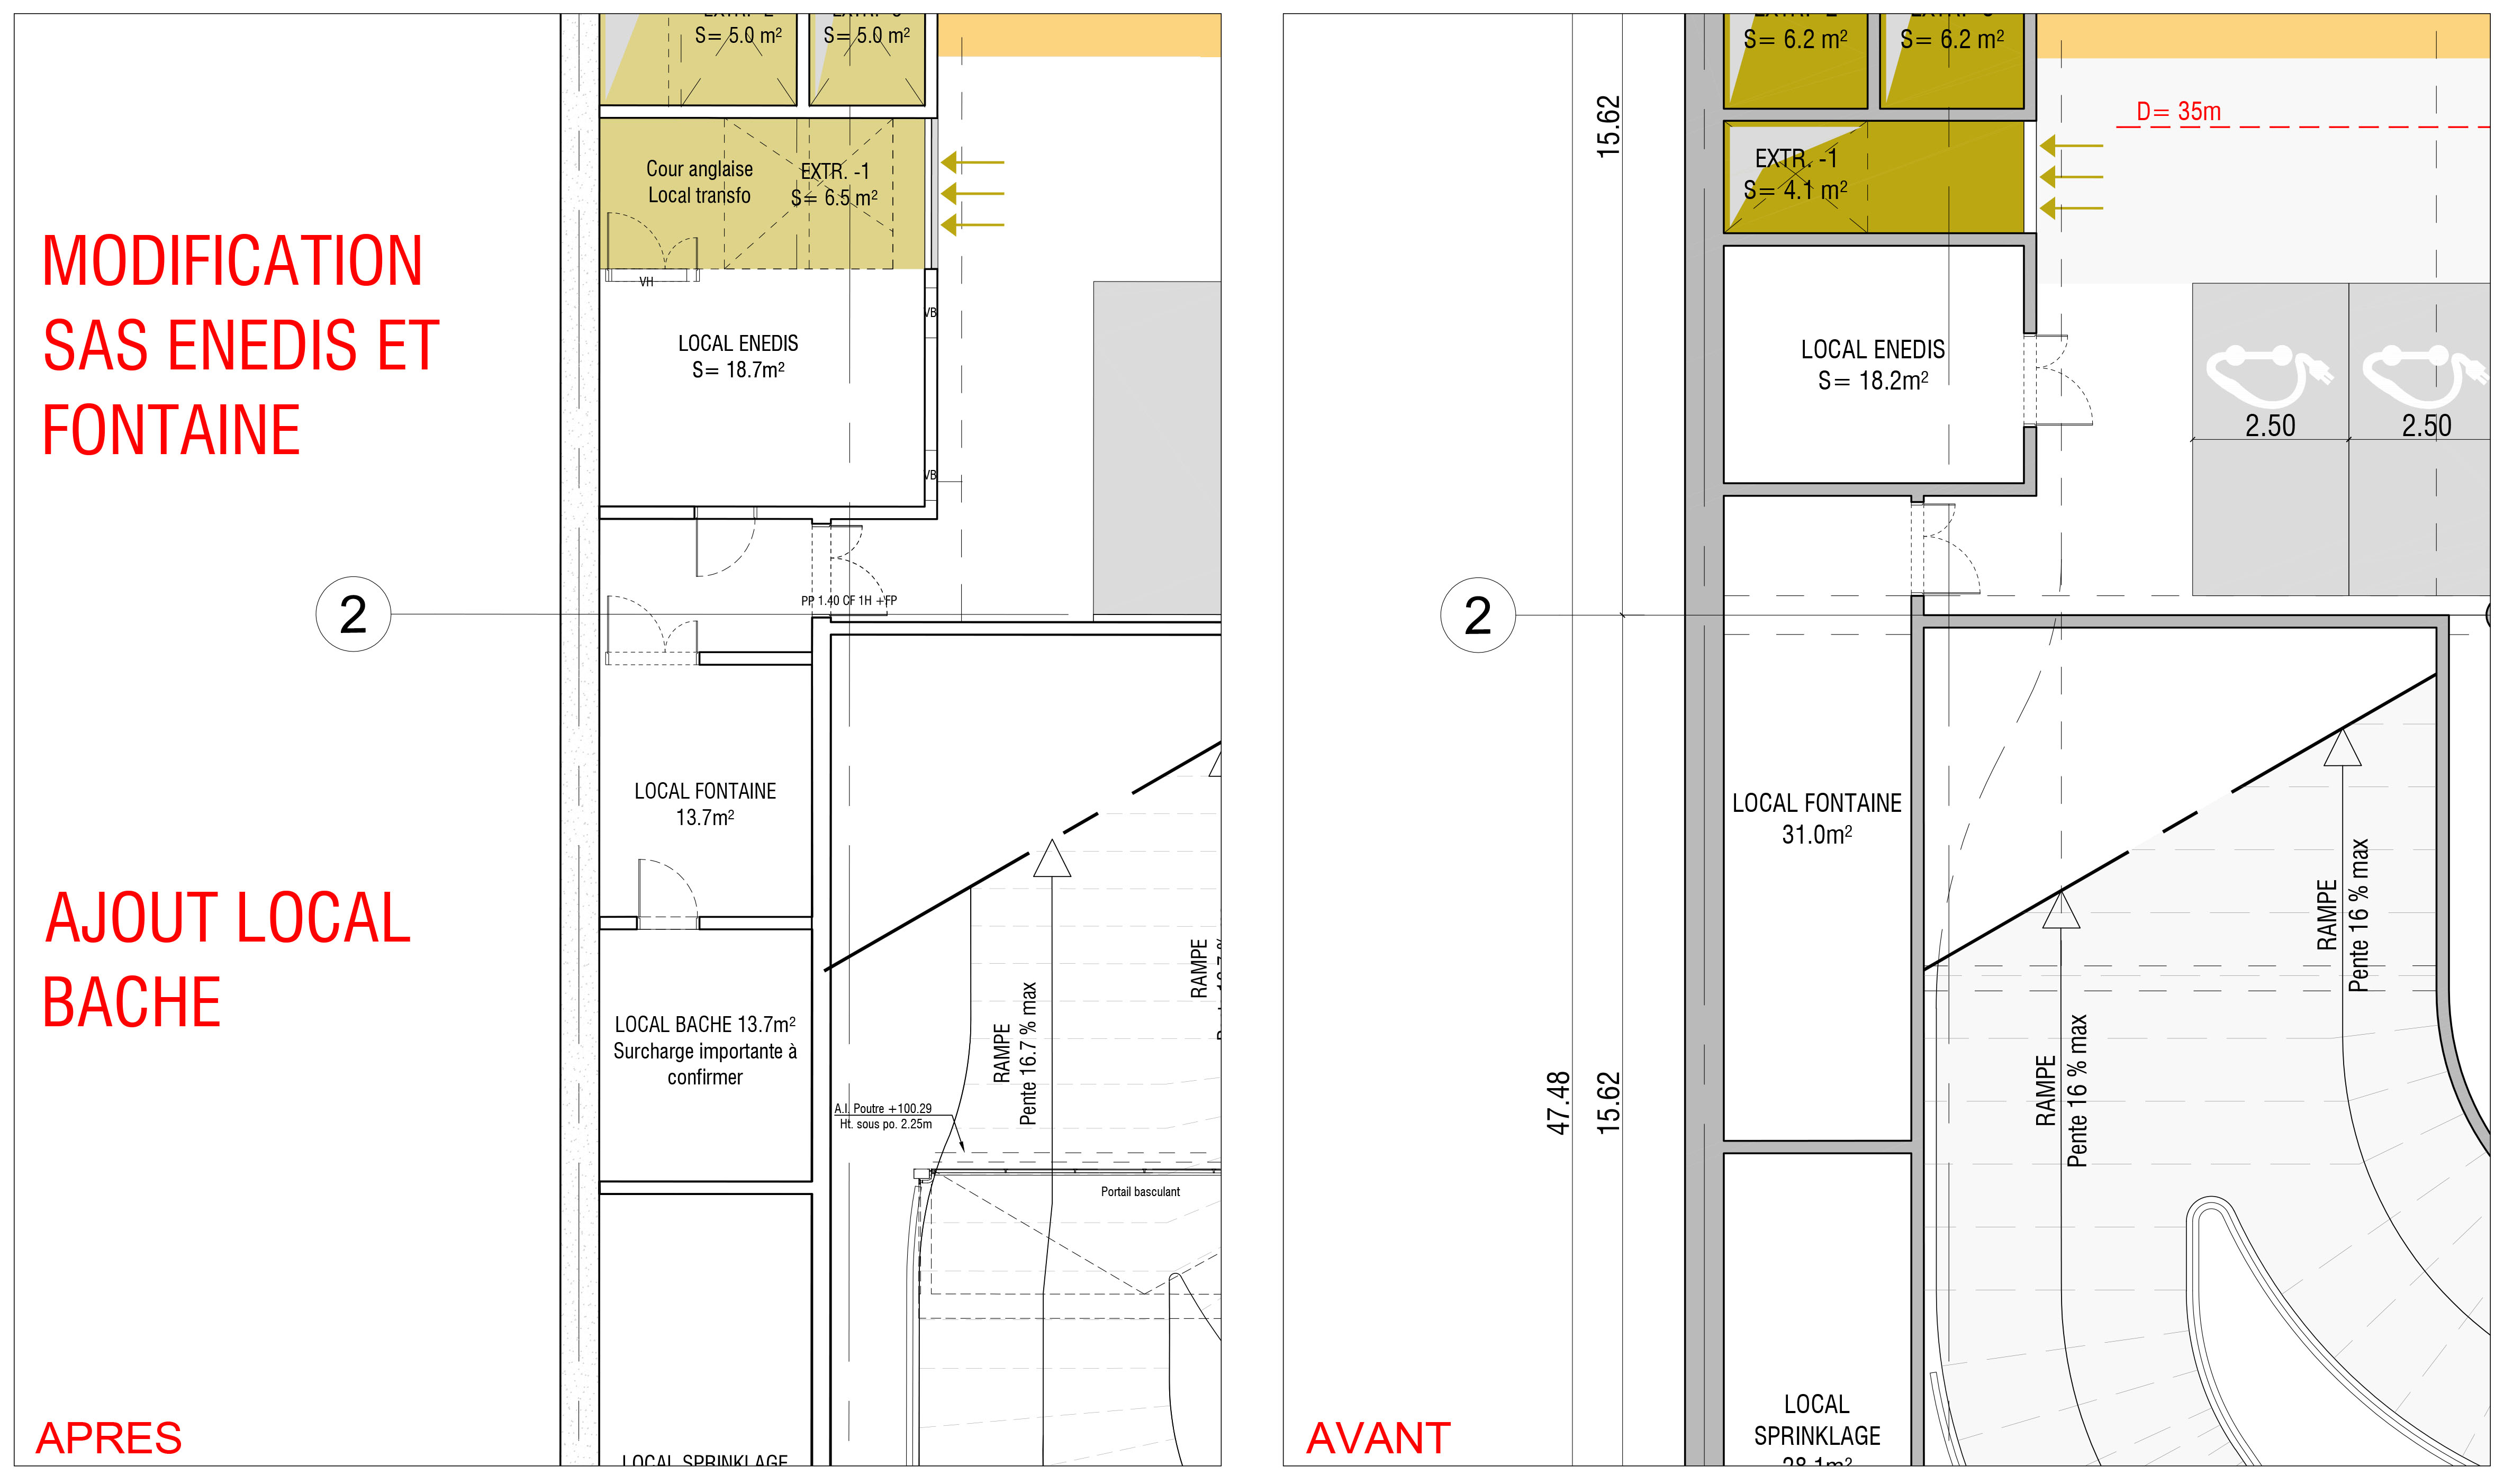 S= 5.0 m²
S= 5.0 m²
Cour anglaise
Local transfo
EXTR. -1
S= 6.5 m²
MODIFICATION
SAS ENEDIS ET
FONTAINE
VH
VB
LOCAL ENEDIS
S= 18.7m²
VB
2
PP 1.40 CF 1H +FP
LOCAL FONTAINE
13.7m²
AJOUT LOCAL
BACHE
LOCAL BACHE 13.7m²
Surcharge importante à
confirmer
RAMPE
Pente 16.7 % max
RAMPE
A.I. Poutre +100.29
Ht. sous po. 2.25m
Portail basculant
LOCAL SPRINKLAGE
APRES
S= 6.2 m²
S= 6.2 m²
15.62
D= 35m
EXTR. -1
S= 4.1 m²
LOCAL ENEDIS
S= 18.2m²
2.50
2.50
2
LOCAL FONTAINE
31.0m²
RAMPE
Pente 16 % max
RAMPE
Pente 16 % max
47.48
15.62
LOCAL
SPRINKLAGE
28.1m²
AVANT